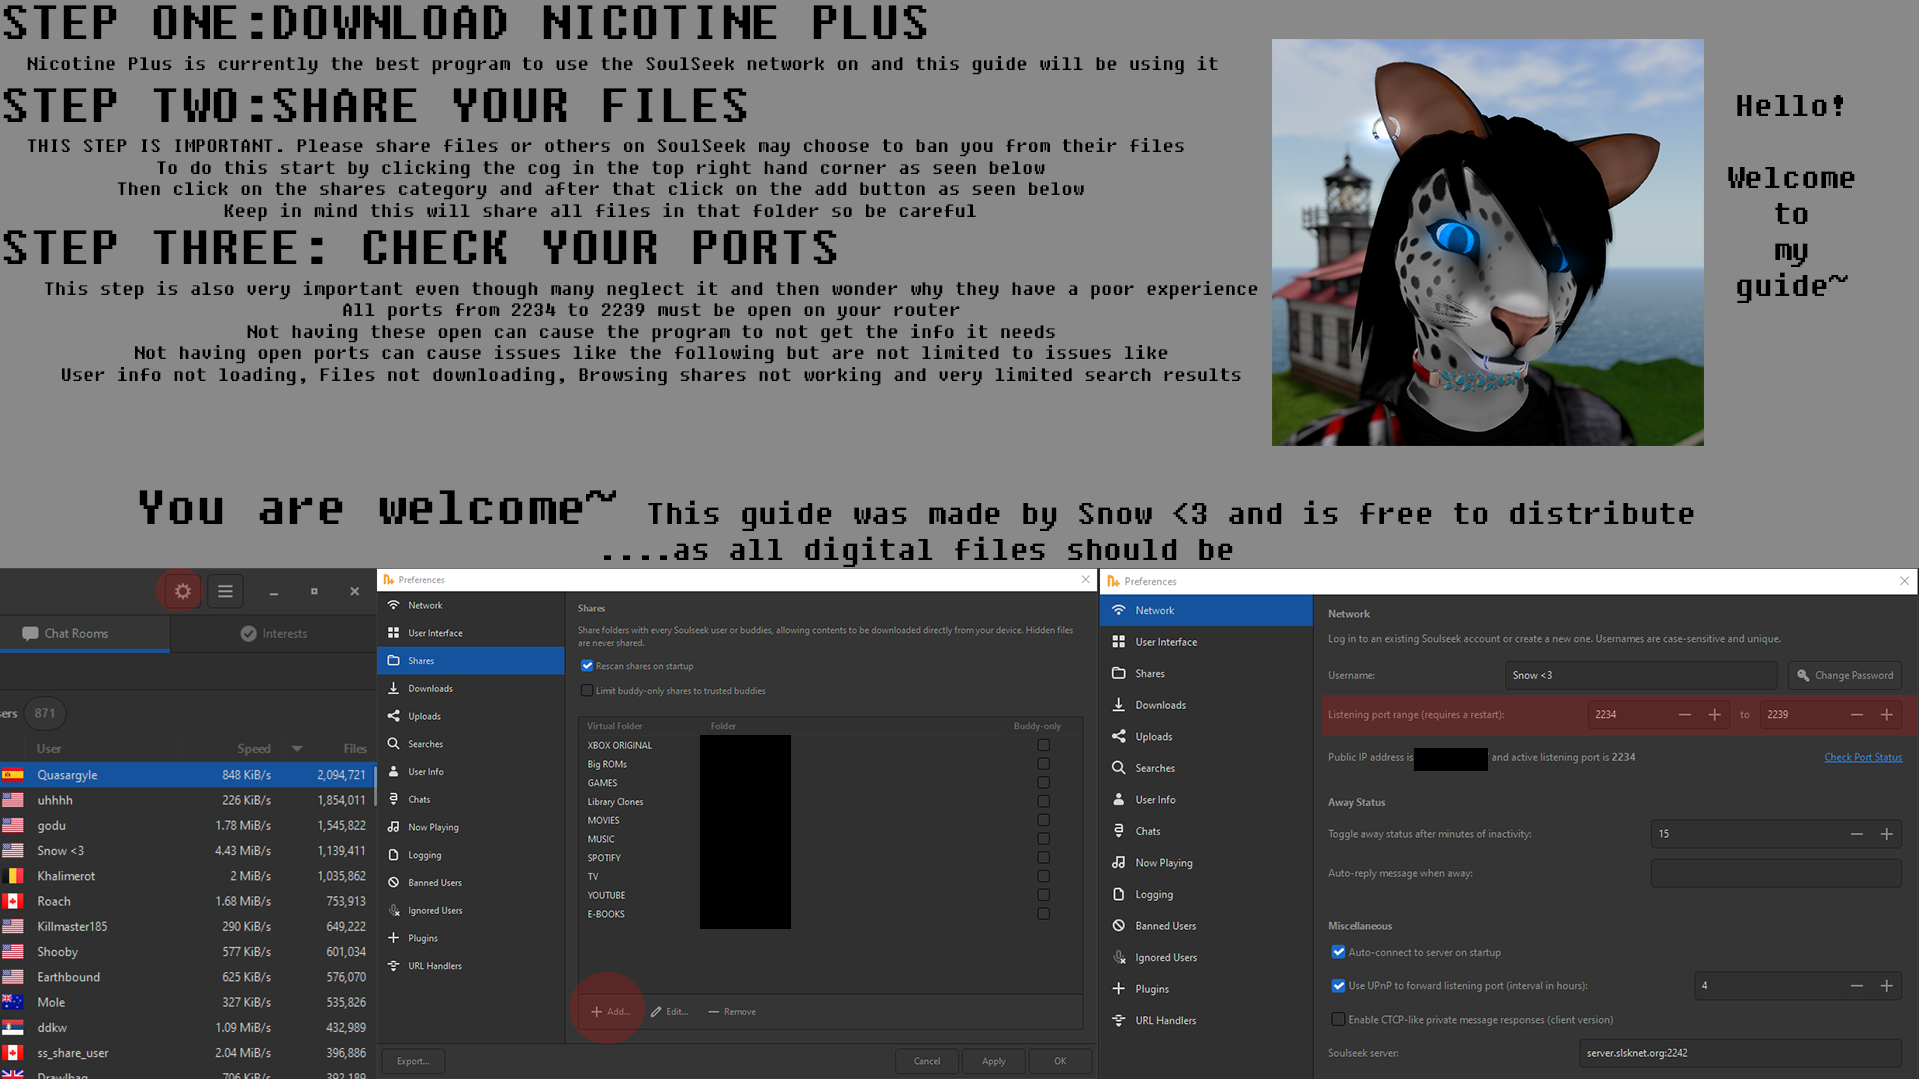 STEP ONE:DOWNLOAD NICOTINE PLUS
Nicotine Plus is currently the best program to use the SoulSeek network on and this guide will be using it
STEP TWO:SHARE YOUR FILES
THIS STEP IS IMPORTANT. Please share files or others on SoulSeek may choose to ban you from their files
To do this start by clicking the cog in the top right hand corner as seen below
Then click on the shares category and after that click on the add button as seen below
Keep in mind this will share all files in that folder so be careful
STEP THREE: CHECK YOUR PORTS
This step is also very important even though many neglect it and then wonder why they have a poor experience
All ports from 2234 to 2239 must be open on your router
Not having these open can cause the program to not get the info it needs
Not having open ports can cause issues like the following but are not limited to issues like
User info not loading, Files not downloading, Browsing shares not working and very limited search results
Hello!
Welcome
to
my
guide~
You are welcome~ This guide was made by Snow <3 and is free to distribute
....as all digital files should be
Chat Rooms
Interests
sers 871
User Speed Files
Quasargyle 848 KiB/s 2,094,721
uhhhh 226 KiB/s 1,854,011
godu 1.78 MiB/s 1,545,822
Snow <3 4.43 MiB/s 1,139,411
Khalimerot 2 MiB/s 1,035,862
Roach 1.68 MiB/s 753,913
Killmaster185 290 KiB/s 649,222
Shooby 577 KiB/s 601,034
Earthbound 625 KiB/s 576,070
Mole 327 KiB/s 535,826
ddkw 1.09 MiB/s 432,989
ss_share_user 2.04 MiB/s 396,886
Drawlbag 706 KiB/s 392,189
Preferences
Network
User Interface
Shares
Downloads
Uploads
Searches
User Info
Chats
Now Playing
Logging
Banned Users
Ignored Users
Plugins
URL Handlers
Shares
Share folders with every Soulseek user or buddies, allowing contents to be downloaded directly from your device. Hidden files
are never shared.
Rescan shares on startup
Limit buddy-only shares to trusted buddies
Virtual Folder Folder Buddy-only
XBOX ORIGINAL
Big ROMs
GAMES
Library Clones
MOVIES
MUSIC
SPOTIFY
TV
YOUTUBE
E-BOOKS
Add... Edit... Remove
Export... Cancel Apply OK
Preferences
Network
User Interface
Shares
Downloads
Uploads
Searches
User Info
Chats
Now Playing
Logging
Banned Users
Ignored Users
Plugins
URL Handlers
Network
Log in to an existing Soulseek account or create a new one. Usernames are case-sensitive and unique.
Username: Snow <3 Change Password
Listening port range (requires a restart): 2234 to 2239
Public IP address is and active listening port is 2234 Check Port Status
Away Status
Toggle away status after minutes of inactivity: 15
Auto-reply message when away:
Miscellaneous
Auto-connect to server on startup
Use UPnP to forward listening port (interval in hours): 4
Enable CTCP-like private message responses (client version)
Soulseek server: server.slsknet.org:2242